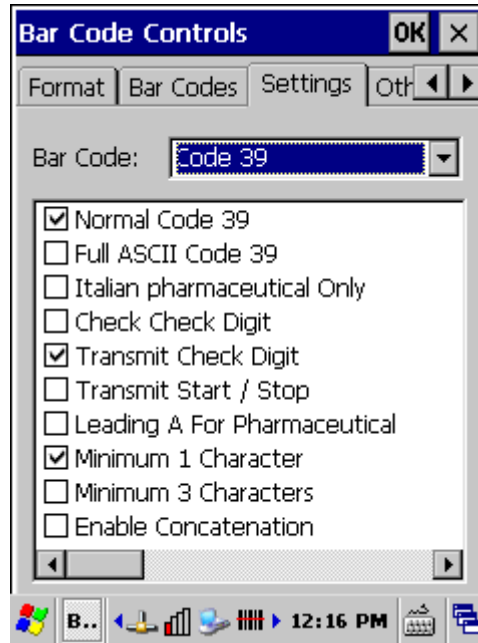 Bar Code Controls OK
Format Bar Codes Settings Oth
Bar Code: Code 39
Normal Code 39
Full ASCII Code 39
Italian pharmaceutical Only
Check Check Digit
Transmit Check Digit
Transmit Start / Stop
Leading A For Pharmaceutical
Minimum 1 Character
Minimum 3 Characters
Enable Concatenation
B.. 12:16 PM